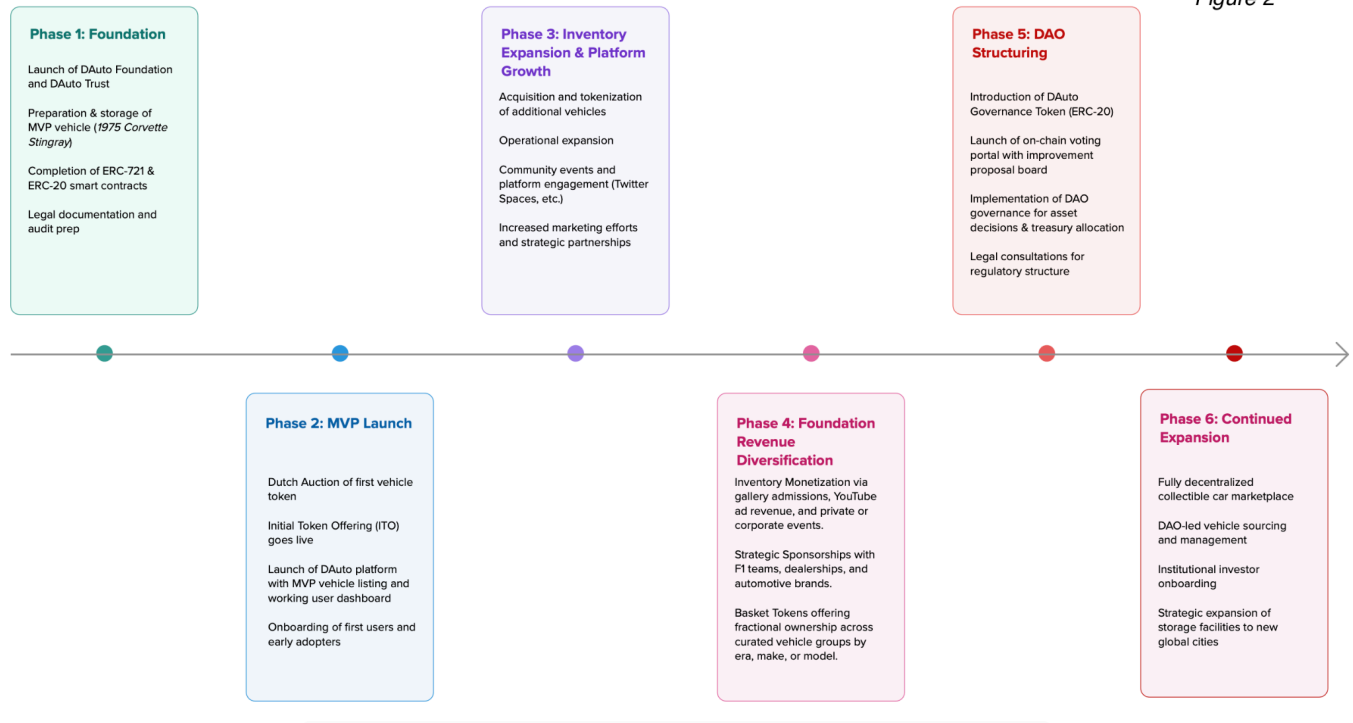 Figure 2
Phase 1: Foundation
Launch of DAuto Foundation
and DAuto Trust
Preparation & storage of
MVP vehicle (1975 Corvette
Stingray)
Completion of ERC-721 &
ERC-20 smart contracts
Legal documentation and
audit prep
Phase 2: MVP Launch
Dutch Auction of first vehicle
token
Initial Token Offering (ITO)
goes live
Launch of DAuto platform
with MVP vehicle listing and
working user dashboard
Onboarding of first users and
early adopters
Phase 3: Inventory
Expansion & Platform
Growth
Acquisition and tokenization
of additional vehicles
Operational expansion
Community events and
platform engagement (Twitter
Spaces, etc.)
Increased marketing efforts
and strategic partnerships
Phase 4: Foundation
Revenue
Diversification
Inventory Monetization via
gallery admissions, YouTube
ad revenue, and private or
corporate events.
Strategic Sponsorships with
F1 teams, dealerships, and
automotive brands.
Basket Tokens offering
fractional ownership across
curated vehicle groups by
era, make, or model.
Phase 5: DAO
Structuring
Introduction of DAuto
Governance Token (ERC-20)
Launch of on-chain voting
portal with improvement
proposal board
Implementation of DAO
governance for asset
decisions & treasury allocation
Legal consultations for
regulatory structure
Phase 6: Continued
Expansion
Fully decentralized
collectible car marketplace
DAO-led vehicle sourcing
and management
Institutional investor
onboarding
Strategic expansion of
storage facilities to new
global cities